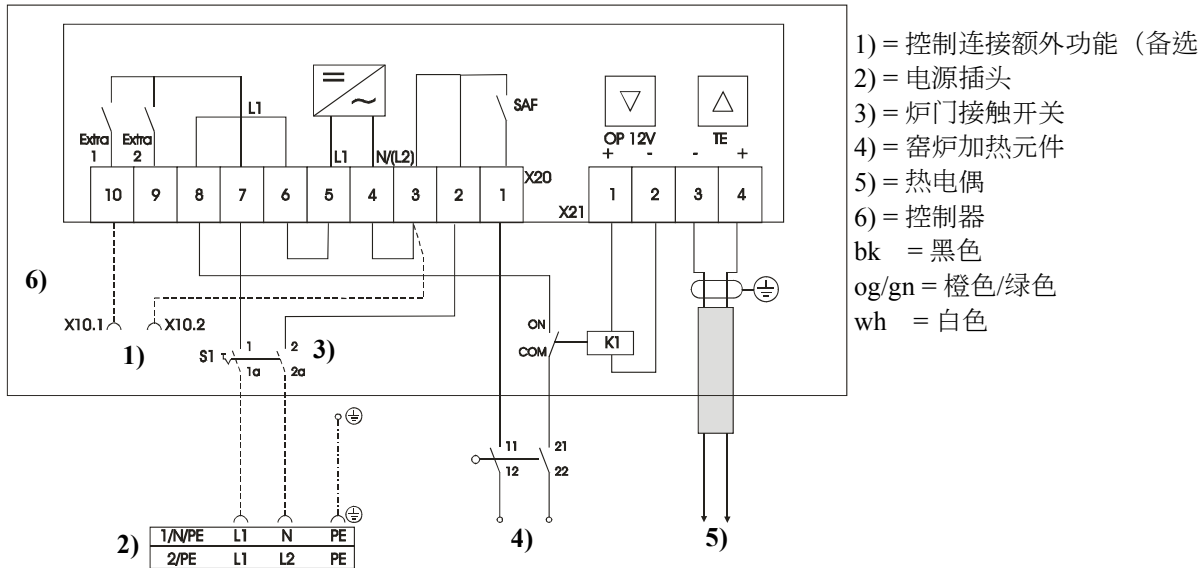 1) = 控制连接额外功能（备选
2) = 电源插头
3) = 炉门接触开关
4) = 窑炉加热元件
5) = 热电偶
6) = 控制器
bk = 黑色
og/gn = 橙色/绿色
wh = 白色
L1
SAF
Extra 1
Extra 2
L1
N/(L2)
X20
10 9 8 7 6 5 4 3 2 1
OP 12V
TE
+ - - +
X21
1 2 3 4
6)
X10.1
X10.2
1)
S1
1 2
1a 2a
3)
ON
COM
K1
11 21
12 22
2)
1/N/PE L1 N PE
2/PE L1 L2 PE
4)
5)